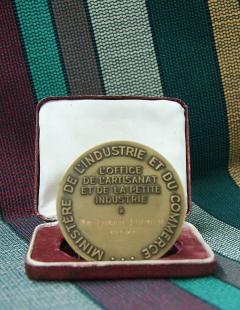 MINISTÈRE DE L'INDUSTRIE ET DU COMMERCE
L'OFFICE
DE L'ARTISANAT
ET DE LA PETITE
INDUSTRIE
À